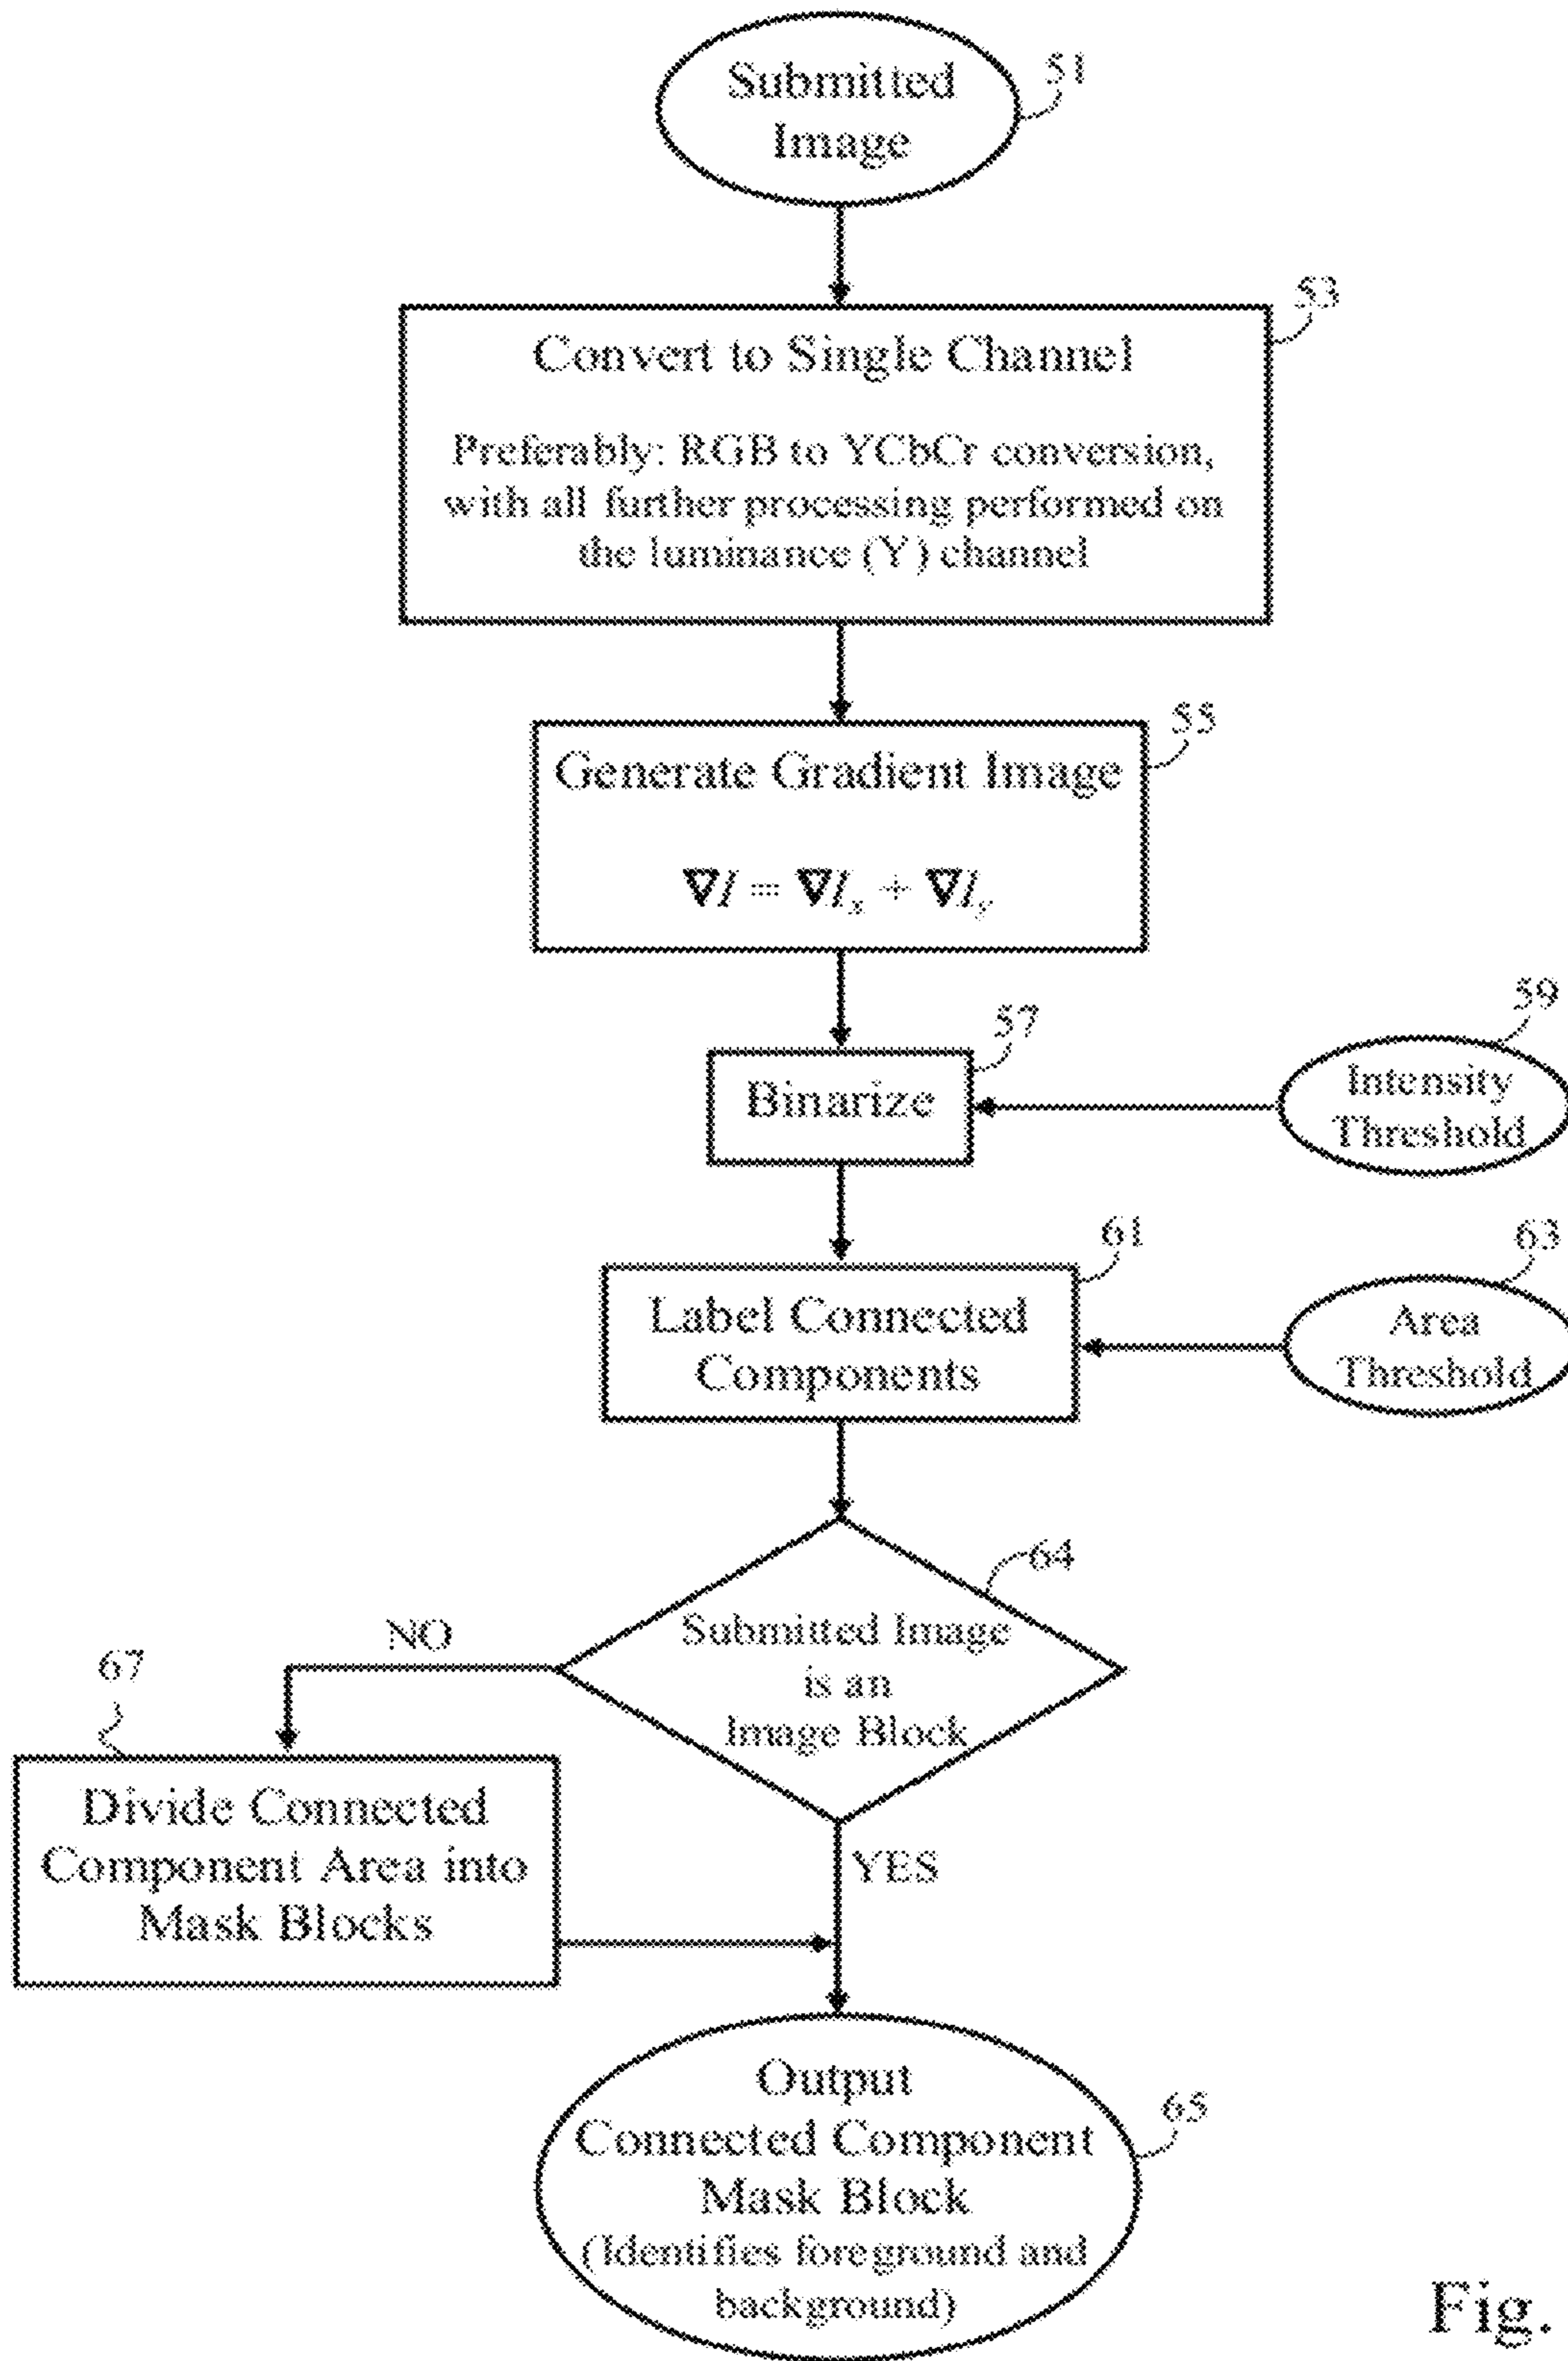 Submitted
Image
51
53
Convert to Single Channel
Preferably: RGB to YCbCr conversion,
with all further processing performed on
the luminance (Y) channel
55
Generate Gradient Image
∇I = ∇Iₓ + ∇Iᵧ
57
Binarize
59
Intensity
Threshold
61
Label Connected
Components
63
Area
Threshold
64
Submitted Image
is an
Image Block
NO
67
Divide Connected
Component Area into
Mask Blocks
YES
Output
Connected Component
Mask Block
(Identifies foreground and
background)
65
Fig.